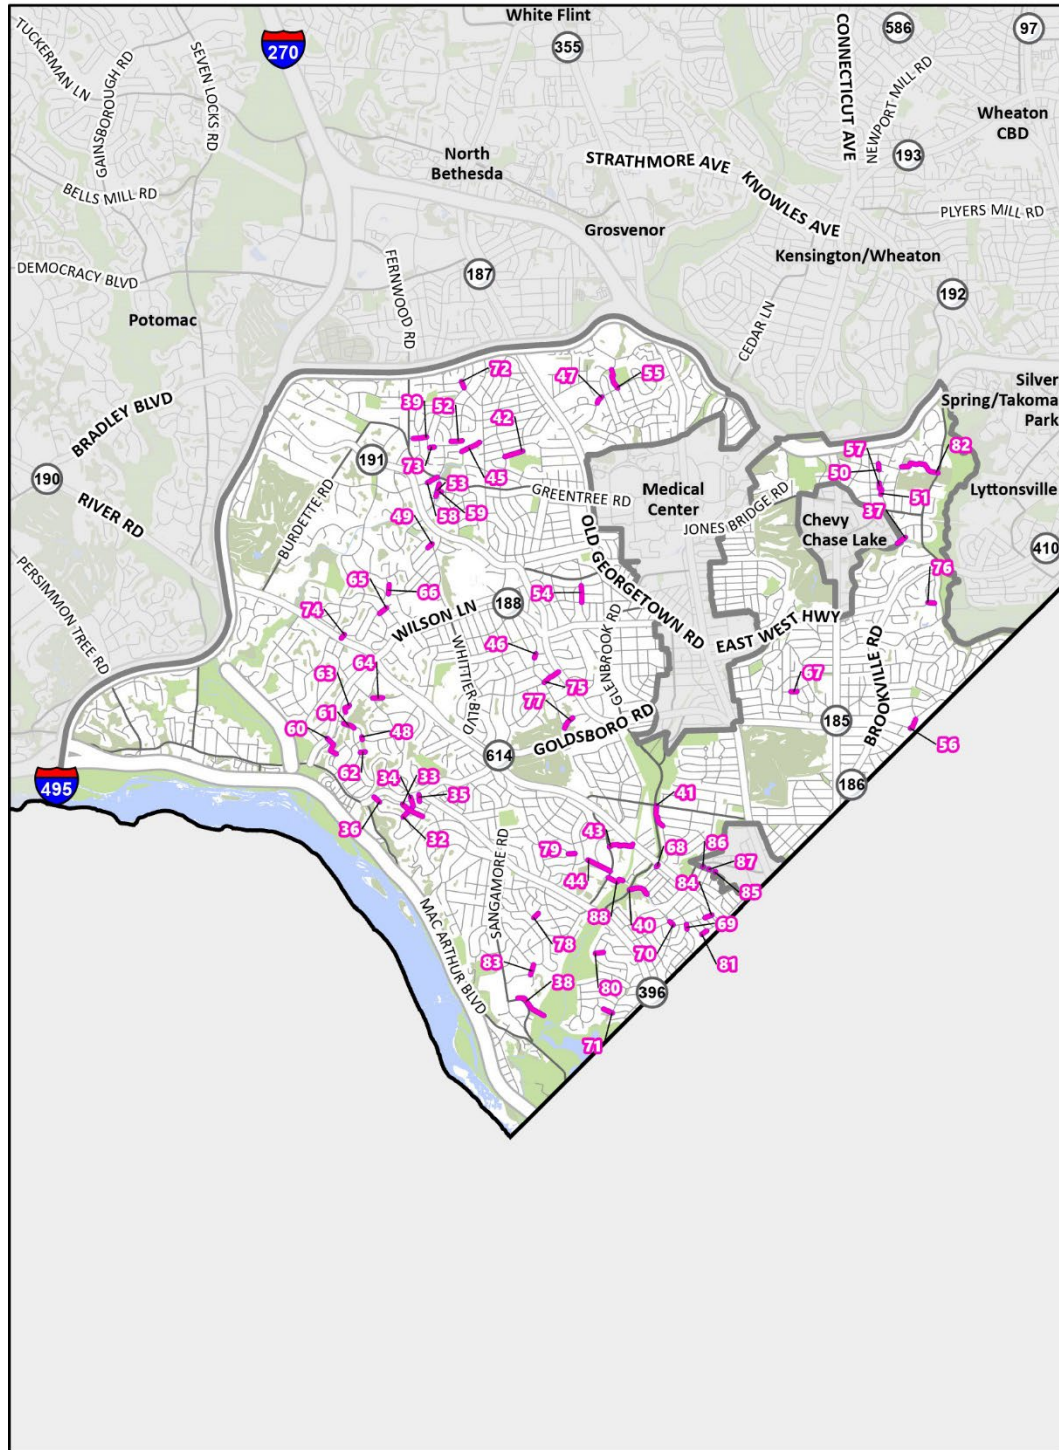 White Flint
270
355
586
97
TUCKERMAN LN
GAINSBOROUGH RD
SEVEN LOCKS RD
CONNECTICUT AVE
NEWPORT MILL RD
Wheaton
CBD
North
Bethesda
STRATHMORE AVE
193
KNOWLES AVE
BELLS MILL RD
PLYERS MILL RD
Grosvenor
Kensington/Wheaton
DEMOCRACY BLVD
FERNWOOD RD
187
192
Potomac
CEDAR LN
72
47
55
Silver
Spring/Takoma
Park
BRADLEY BLVD
39
52
42
57
82
190
191
73
45
50
RIVER RD
BURDETTE RD
53
59
58
GREENTREE RD
Medical
Center
JONES BRIDGE RD
51
Lyttonsville
37
Chevy
Chase Lake
49
OLD GEORGETOWN RD
410
PERSIMMON TREE RD
65
66
54
76
74
WILSON LN
188
GLENBROOK RD
EAST WEST HWY
64
WHITTIER BLVD
46
BROOKVILLE RD
63
75
67
61
77
60
48
GOLDSBORO RD
185
56
62
614
495
34
33
35
186
36
32
41
SANGAMORE RD
43
68
86
79
87
44
84
85
88
40
69
MAC ARTHUR BLVD
78
70
81
83
38
80
396
71